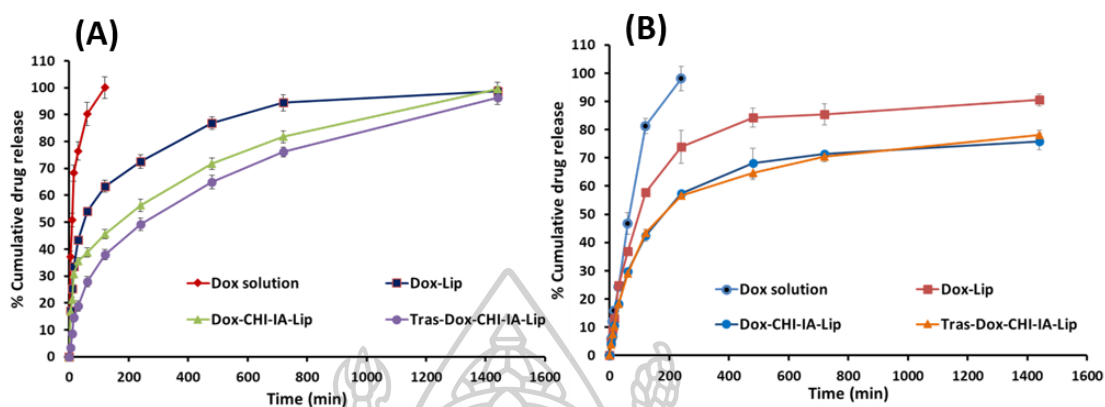 (A)
% Cumulative drug release
110
100
90
80
70
60
50
40
30
20
10
0
0 200 400 600 800 1000 1200 1400 1600
Time (min)
Dox solution
Dox-Lip
Dox-CHI-IA-Lip
Tras-Dox-CHI-IA-Lip
(B)
% Cumulative drug release
110
100
90
80
70
60
50
40
30
20
10
0
0 200 400 600 800 1000 1200 1400 1600
Time (min)
Dox solution
Dox-Lip
Dox-CHI-IA-Lip
Tras-Dox-CHI-IA-Lip